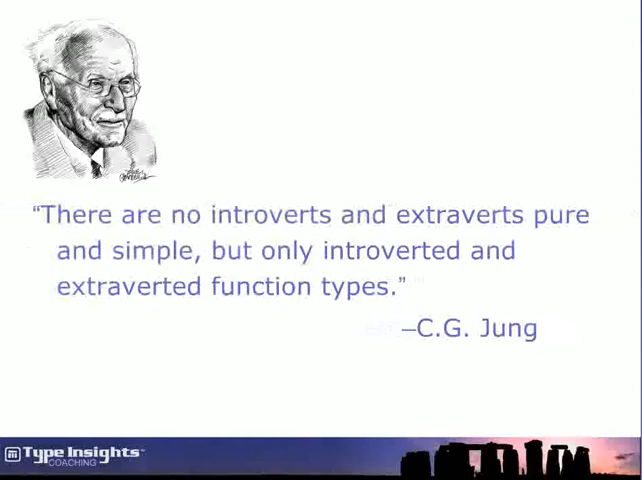 “There are no introverts and extraverts pure
and simple, but only introverted and
extraverted function types.”
–C.G. Jung
Type Insights
COACHING